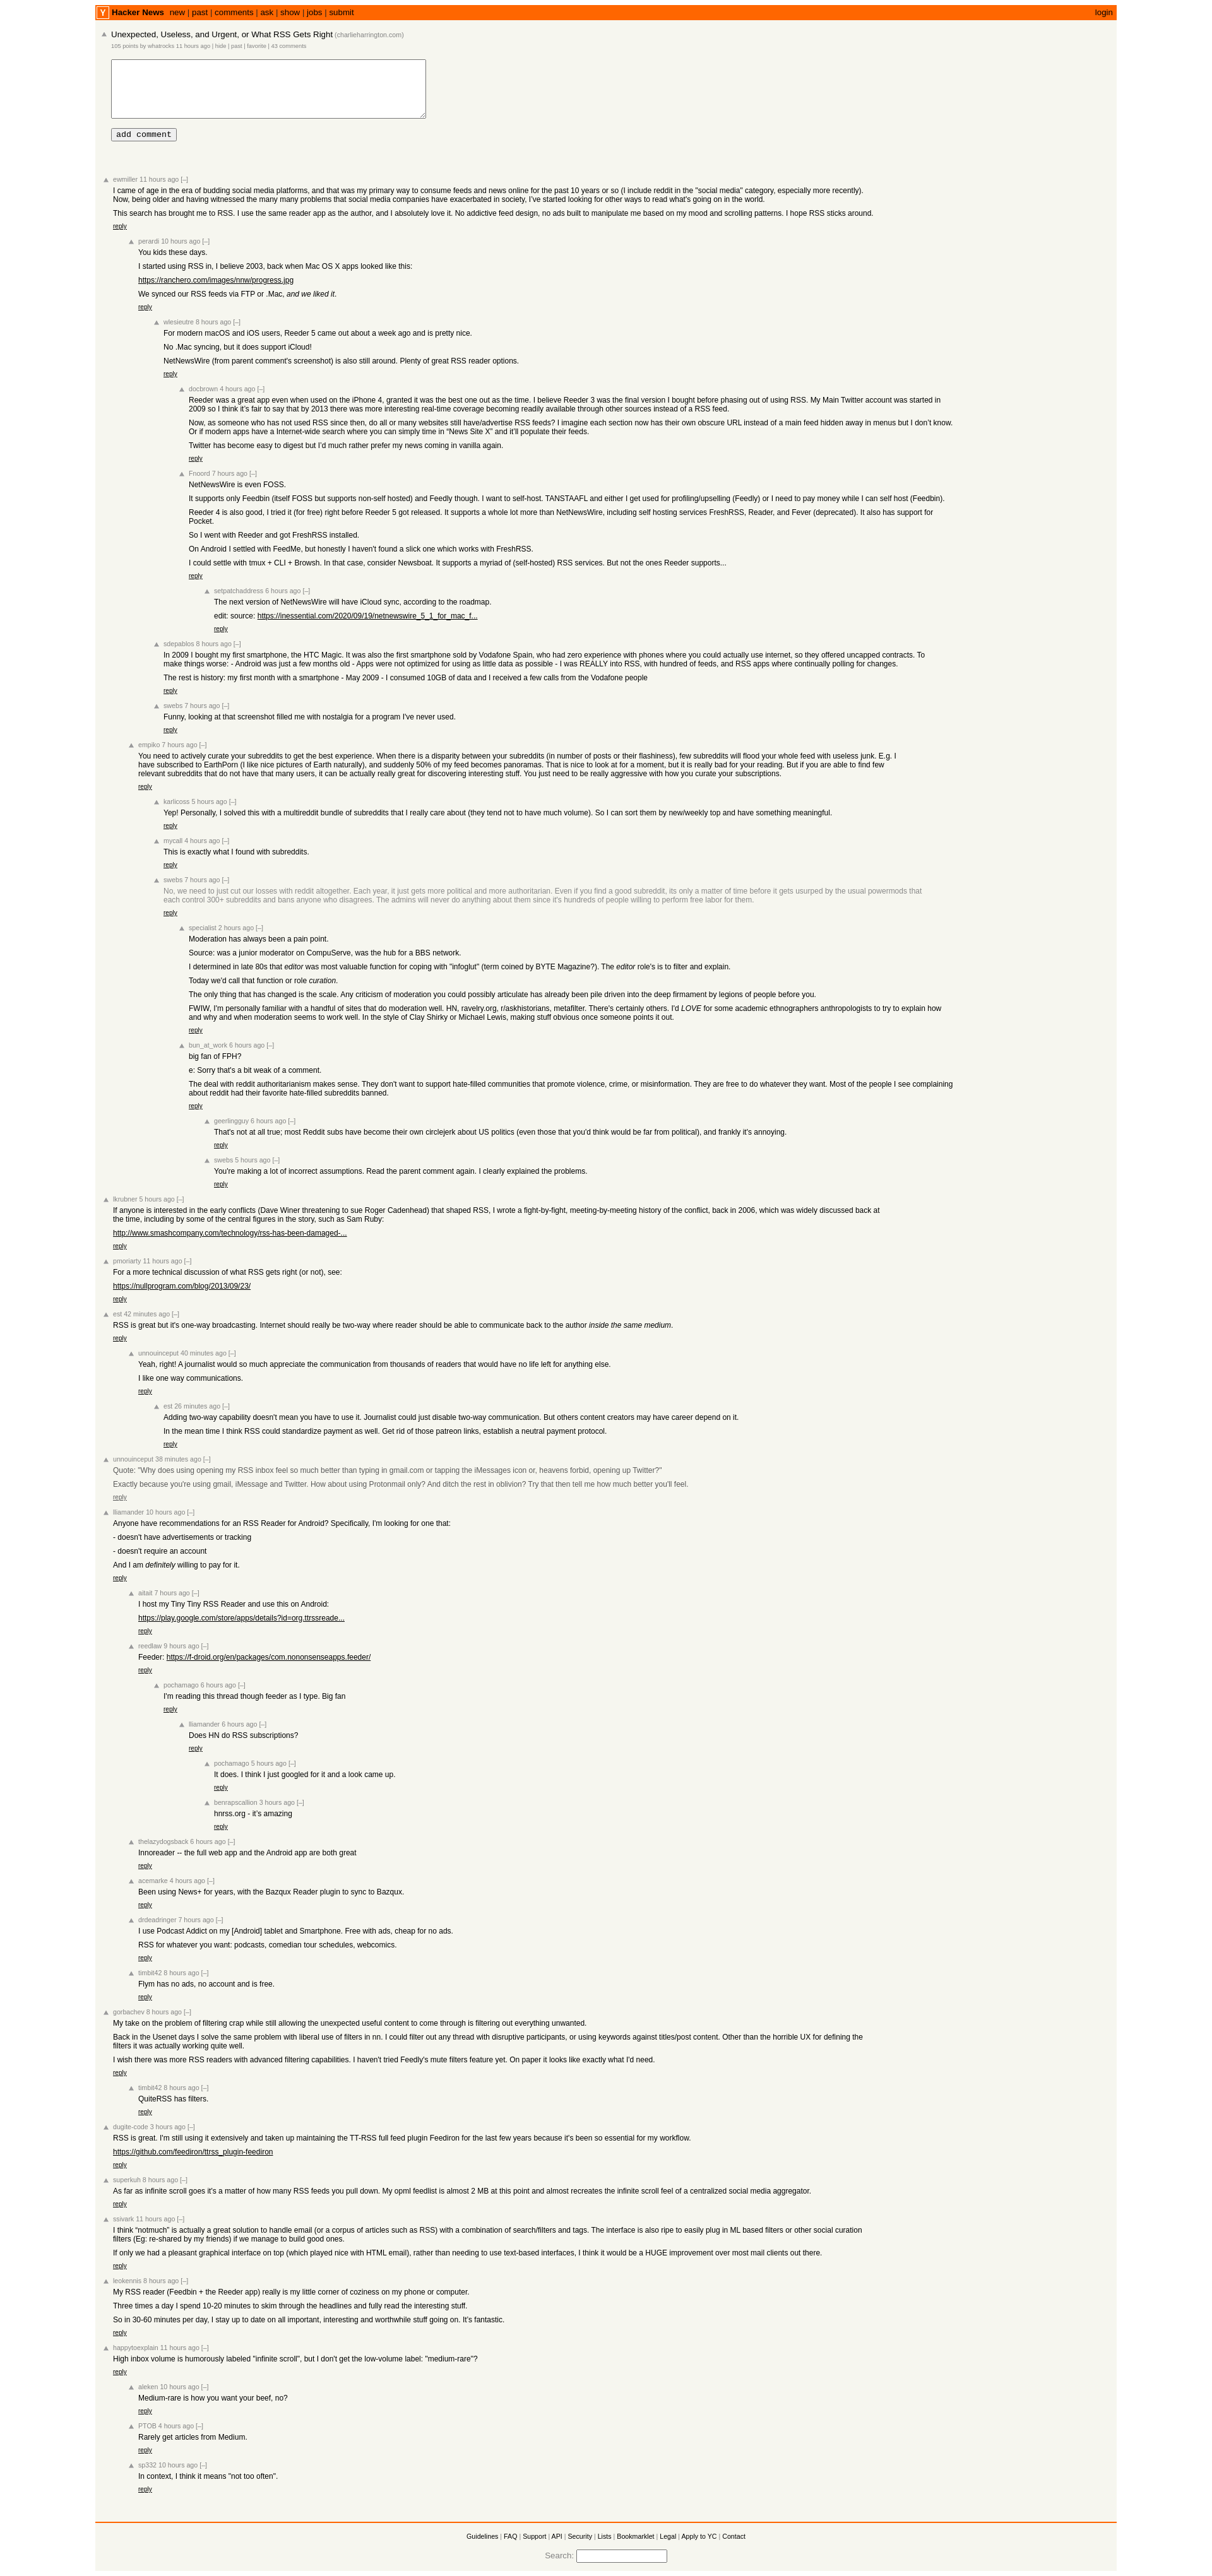 Y Hacker News new | past | comments | ask | show | jobs | submit login
Unexpected, Useless, and Urgent, or What RSS Gets Right (charlieharrington.com)
105 points by whatrocks 11 hours ago | hide | past | favorite | 43 comments
add comment
ewmiller 11 hours ago [–]
I came of age in the era of budding social media platforms, and that was my primary way to consume feeds and news online for the past 10 years or so (I include reddit in the "social media" category, especially more recently).
Now, being older and having witnessed the many many problems that social media companies have exacerbated in society, I've started looking for other ways to read what's going on in the world.
This search has brought me to RSS. I use the same reader app as the author, and I absolutely love it. No addictive feed design, no ads built to manipulate me based on my mood and scrolling patterns. I hope RSS sticks around.
reply
perardi 10 hours ago [–]
You kids these days.
I started using RSS in, I believe 2003, back when Mac OS X apps looked like this:
https://ranchero.com/images/nnw/progress.jpg
We synced our RSS feeds via FTP or .Mac, and we liked it.
reply
wlesieutre 8 hours ago [–]
For modern macOS and iOS users, Reeder 5 came out about a week ago and is pretty nice.
No .Mac syncing, but it does support iCloud!
NetNewsWire (from parent comment's screenshot) is also still around. Plenty of great RSS reader options.
reply
docbrown 4 hours ago [–]
Reeder was a great app even when used on the iPhone 4, granted it was the best one out as the time. I believe Reeder 3 was the final version I bought before phasing out of using RSS. My Main Twitter account was started in
2009 so I think it's fair to say that by 2013 there was more interesting real-time coverage becoming readily available through other sources instead of a RSS feed.
Now, as someone who has not used RSS since then, do all or many websites still have/advertise RSS feeds? I imagine each section now has their own obscure URL instead of a main feed hidden away in menus but I don't know.
Or if modern apps have a Internet-wide search where you can simply time in "News Site X" and it'll populate their feeds.
Twitter has become easy to digest but I'd much rather prefer my news coming in vanilla again.
reply
Fnoord 7 hours ago [–]
NetNewsWire is even FOSS.
It supports only Feedbin (itself FOSS but supports non-self hosted) and Feedly though. I want to self-host. TANSTAAFL and either I get used for profiling/upselling (Feedly) or I need to pay money while I can self host (Feedbin).
Reeder 4 is also good, I tried it (for free) right before Reeder 5 got released. It supports a whole lot more than NetNewsWire, including self hosting services FreshRSS, Reader, and Fever (deprecated). It also has support for
Pocket.
So I went with Reeder and got FreshRSS installed.
On Android I settled with FeedMe, but honestly I haven't found a slick one which works with FreshRSS.
I could settle with tmux + CLI + Browsh. In that case, consider Newsboat. It supports a myriad of (self-hosted) RSS services. But not the ones Reeder supports...
reply
setpatchaddress 6 hours ago [–]
The next version of NetNewsWire will have iCloud sync, according to the roadmap.
edit: source: https://inessential.com/2020/09/19/netnewswire_5_1_for_mac_f...
reply
sdepablos 8 hours ago [–]
In 2009 I bought my first smartphone, the HTC Magic. It was also the first smartphone sold by Vodafone Spain, who had zero experience with phones where you could actually use internet, so they offered uncapped contracts. To
make things worse: - Android was just a few months old - Apps were not optimized for using as little data as possible - I was REALLY into RSS, with hundred of feeds, and RSS apps where continually polling for changes.
The rest is history: my first month with a smartphone - May 2009 - I consumed 10GB of data and I received a few calls from the Vodafone people
reply
swebs 7 hours ago [–]
Funny, looking at that screenshot filled me with nostalgia for a program I've never used.
reply
empiko 7 hours ago [–]
You need to actively curate your subreddits to get the best experience. When there is a disparity between your subreddits (in number of posts or their flashiness), few subreddits will flood your whole feed with useless junk. E.g. I
have subscribed to EarthPorn (I like nice pictures of Earth naturally), and suddenly 50% of my feed becomes panoramas. That is nice to look at for a moment, but it is really bad for your reading. But if you are able to find few
relevant subreddits that do not have that many users, it can be actually really great for discovering interesting stuff. You just need to be really aggressive with how you curate your subscriptions.
reply
karlicoss 5 hours ago [–]
Yep! Personally, I solved this with a multireddit bundle of subreddits that I really care about (they tend not to have much volume). So I can sort them by new/weekly top and have something meaningful.
reply
mycall 4 hours ago [–]
This is exactly what I found with subreddits.
reply
swebs 7 hours ago [–]
No, we need to just cut our losses with reddit altogether. Each year, it just gets more political and more authoritarian. Even if you find a good subreddit, its only a matter of time before it gets usurped by the usual powermods that
each control 300+ subreddits and bans anyone who disagrees. The admins will never do anything about them since it's hundreds of people willing to perform free labor for them.
reply
specialist 2 hours ago [–]
Moderation has always been a pain point.
Source: was a junior moderator on CompuServe, was the hub for a BBS network.
I determined in late 80s that editor was most valuable function for coping with "infoglut" (term coined by BYTE Magazine?). The editor role's is to filter and explain.
Today we'd call that function or role curation.
The only thing that has changed is the scale. Any criticism of moderation you could possibly articulate has already been pile driven into the deep firmament by legions of people before you.
FWIW, I'm personally familiar with a handful of sites that do moderation well. HN, ravelry.org, r/askhistorians, metafilter. There's certainly others. I'd LOVE for some academic ethnographers anthropologists to try to explain how
and why and when moderation seems to work well. In the style of Clay Shirky or Michael Lewis, making stuff obvious once someone points it out.
reply
bun_at_work 6 hours ago [–]
big fan of FPH?
e: Sorry that's a bit weak of a comment.
The deal with reddit authoritarianism makes sense. They don't want to support hate-filled communities that promote violence, crime, or misinformation. They are free to do whatever they want. Most of the people I see complaining
about reddit had their favorite hate-filled subreddits banned.
reply
geerlingguy 6 hours ago [–]
That's not at all true; most Reddit subs have become their own circlejerk about US politics (even those that you'd think would be far from political), and frankly it's annoying.
reply
swebs 5 hours ago [–]
You're making a lot of incorrect assumptions. Read the parent comment again. I clearly explained the problems.
reply
lkrubner 5 hours ago [–]
If anyone is interested in the early conflicts (Dave Winer threatening to sue Roger Cadenhead) that shaped RSS, I wrote a fight-by-fight, meeting-by-meeting history of the conflict, back in 2006, which was widely discussed back at
the time, including by some of the central figures in the story, such as Sam Ruby:
http://www.smashcompany.com/technology/rss-has-been-damaged-...
reply
pmoriarty 11 hours ago [–]
For a more technical discussion of what RSS gets right (or not), see:
https://nullprogram.com/blog/2013/09/23/
reply
est 42 minutes ago [–]
RSS is great but it's one-way broadcasting. Internet should really be two-way where reader should be able to communicate back to the author inside the same medium.
reply
unnouinceput 40 minutes ago [–]
Yeah, right! A journalist would so much appreciate the communication from thousands of readers that would have no life left for anything else.
I like one way communications.
reply
est 26 minutes ago [–]
Adding two-way capability doesn't mean you have to use it. Journalist could just disable two-way communication. But others content creators may have career depend on it.
In the mean time I think RSS could standardize payment as well. Get rid of those patreon links, establish a neutral payment protocol.
reply
unnouinceput 38 minutes ago [–]
Quote: "Why does using opening my RSS inbox feel so much better than typing in gmail.com or tapping the iMessages icon or, heavens forbid, opening up Twitter?"
Exactly because you're using gmail, iMessage and Twitter. How about using Protonmail only? And ditch the rest in oblivion? Try that then tell me how much better you'll feel.
reply
lliamander 10 hours ago [–]
Anyone have recommendations for an RSS Reader for Android? Specifically, I'm looking for one that:
- doesn't have advertisements or tracking
- doesn't require an account
And I am definitely willing to pay for it.
reply
aitait 7 hours ago [–]
I host my Tiny Tiny RSS Reader and use this on Android:
https://play.google.com/store/apps/details?id=org.ttrssreade...
reply
reedlaw 9 hours ago [–]
Feeder: https://f-droid.org/en/packages/com.nononsenseapps.feeder/
reply
pochamago 6 hours ago [–]
I'm reading this thread though feeder as I type. Big fan
reply
lliamander 6 hours ago [–]
Does HN do RSS subscriptions?
reply
pochamago 5 hours ago [–]
It does. I think I just googled for it and a look came up.
reply
benrapscallion 3 hours ago [–]
hnrss.org - it's amazing
reply
thelazydogsback 6 hours ago [–]
Innoreader -- the full web app and the Android app are both great
reply
acemarke 4 hours ago [–]
Been using News+ for years, with the Bazqux Reader plugin to sync to Bazqux.
reply
drdeadringer 7 hours ago [–]
I use Podcast Addict on my [Android] tablet and Smartphone. Free with ads, cheap for no ads.
RSS for whatever you want: podcasts, comedian tour schedules, webcomics.
reply
timbit42 8 hours ago [–]
Flym has no ads, no account and is free.
reply
gorbachev 8 hours ago [–]
My take on the problem of filtering crap while still allowing the unexpected useful content to come through is filtering out everything unwanted.
Back in the Usenet days I solve the same problem with liberal use of filters in nn. I could filter out any thread with disruptive participants, or using keywords against titles/post content. Other than the horrible UX for defining the
filters it was actually working quite well.
I wish there was more RSS readers with advanced filtering capabilities. I haven't tried Feedly's mute filters feature yet. On paper it looks like exactly what I'd need.
reply
timbit42 8 hours ago [–]
QuiteRSS has filters.
reply
dugite-code 3 hours ago [–]
RSS is great. I'm still using it extensively and taken up maintaining the TT-RSS full feed plugin Feediron for the last few years because it's been so essential for my workflow.
https://github.com/feediron/ttrss_plugin-feediron
reply
superkuh 8 hours ago [–]
As far as infinite scroll goes it's a matter of how many RSS feeds you pull down. My opml feedlist is almost 2 MB at this point and almost recreates the infinite scroll feel of a centralized social media aggregator.
reply
ssivark 11 hours ago [–]
I think "notmuch" is actually a great solution to handle email (or a corpus of articles such as RSS) with a combination of search/filters and tags. The interface is also ripe to easily plug in ML based filters or other social curation
filters (Eg: re-shared by my friends) if we manage to build good ones.
If only we had a pleasant graphical interface on top (which played nice with HTML email), rather than needing to use text-based interfaces, I think it would be a HUGE improvement over most mail clients out there.
reply
leokennis 8 hours ago [–]
My RSS reader (Feedbin + the Reeder app) really is my little corner of coziness on my phone or computer.
Three times a day I spend 10-20 minutes to skim through the headlines and fully read the interesting stuff.
So in 30-60 minutes per day, I stay up to date on all important, interesting and worthwhile stuff going on. It's fantastic.
reply
happytoexplain 11 hours ago [–]
High inbox volume is humorously labeled "infinite scroll", but I don't get the low-volume label: "medium-rare"?
reply
aleken 10 hours ago [–]
Medium-rare is how you want your beef, no?
reply
PTOB 4 hours ago [–]
Rarely get articles from Medium.
reply
sp332 10 hours ago [–]
In context, I think it means "not too often".
reply
Guidelines | FAQ | Support | API | Security | Lists | Bookmarklet | Legal | Apply to YC | Contact
Search: